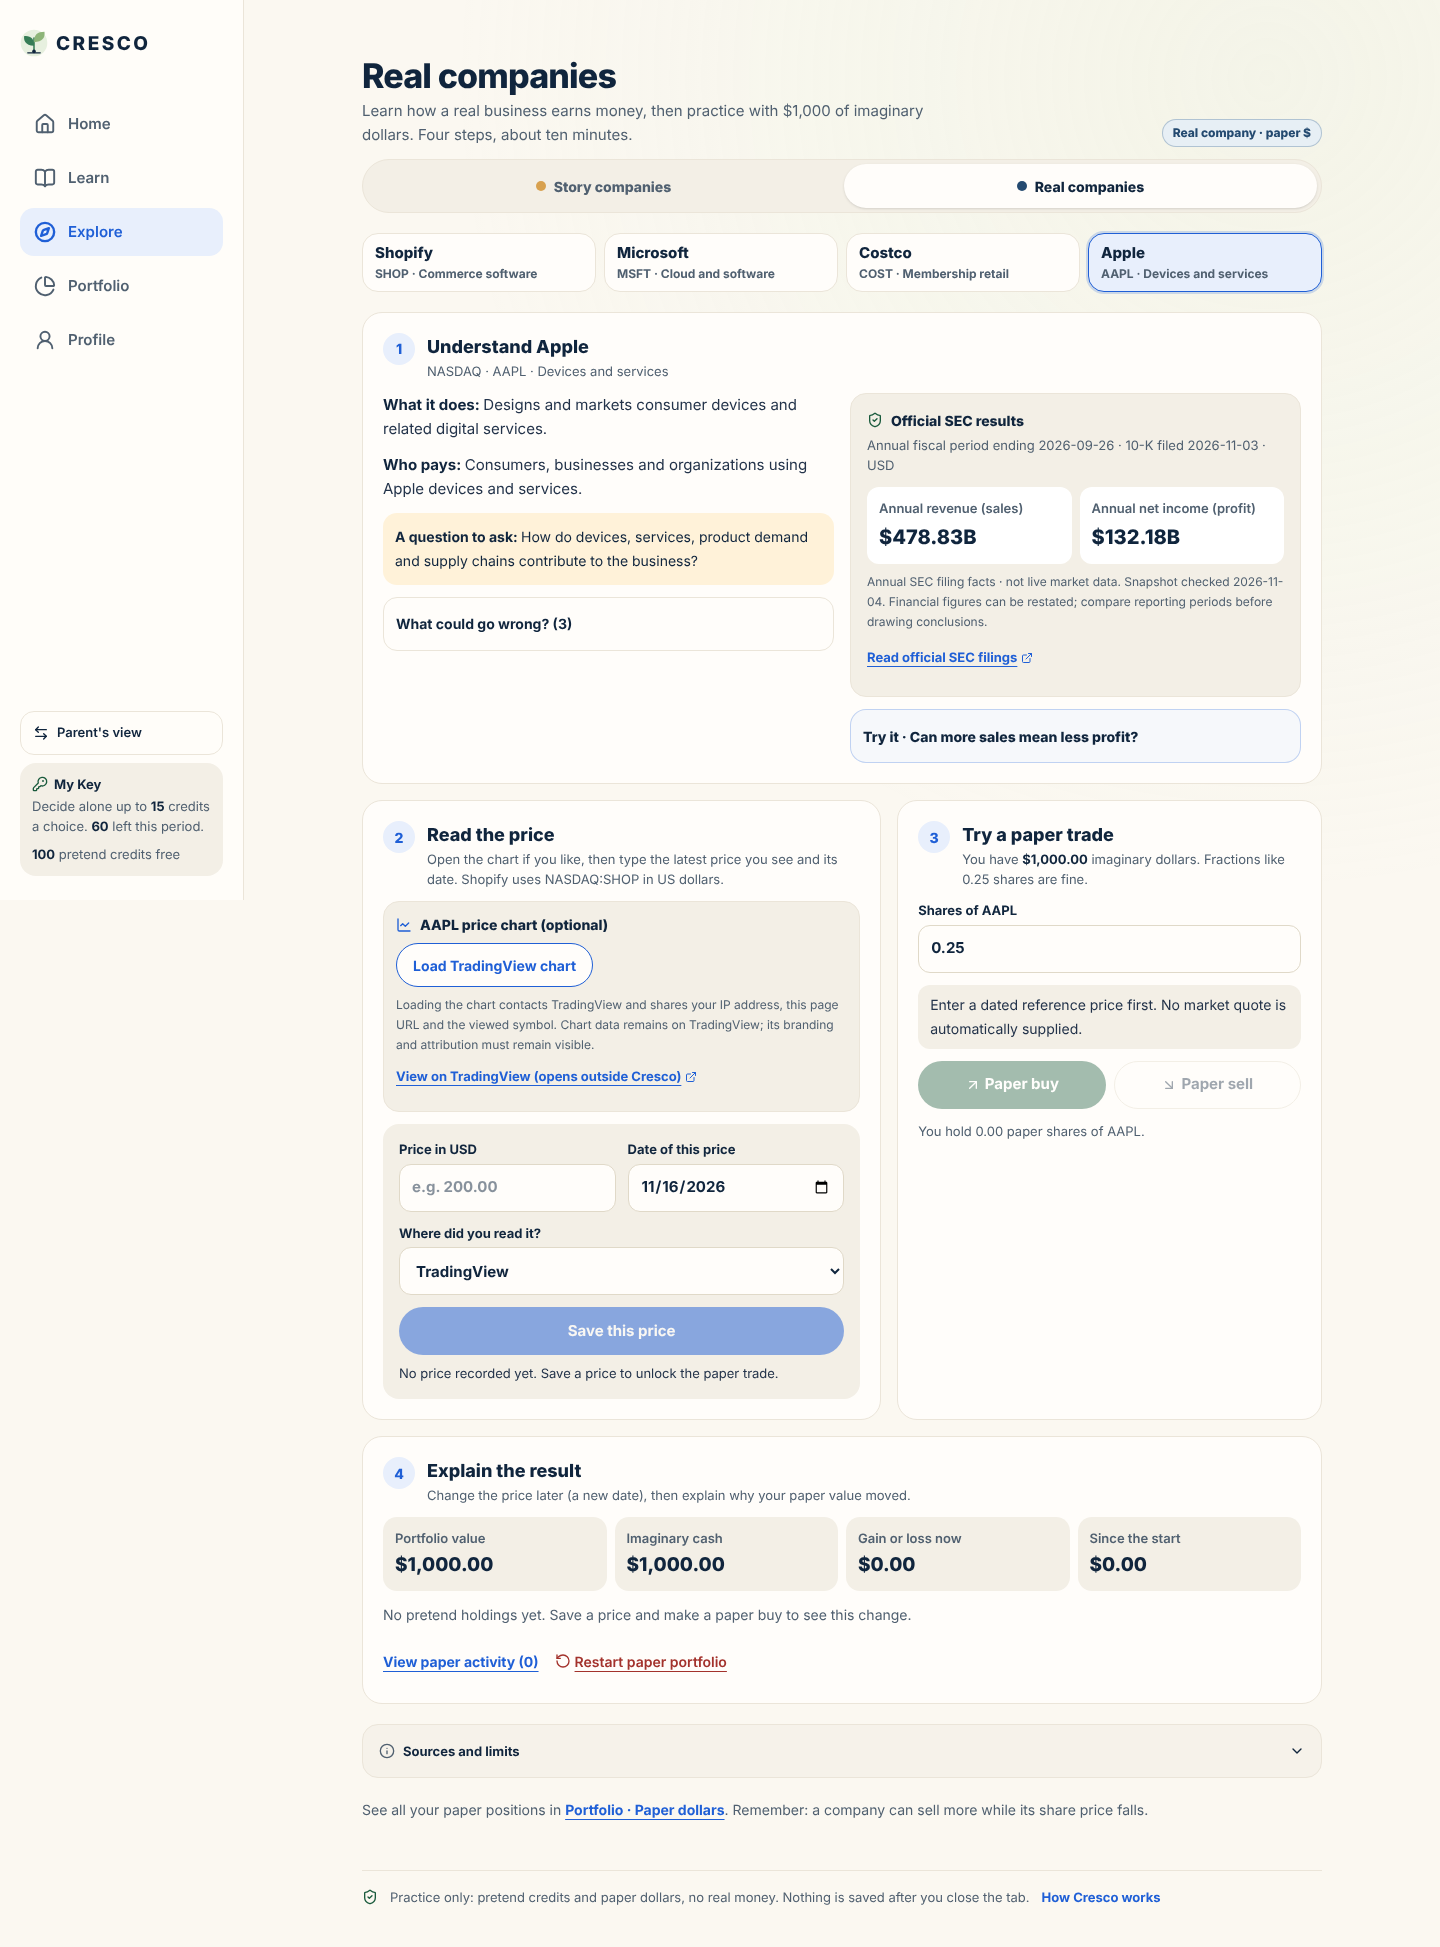 CRESCO
Home
Learn
Explore
Portfolio
Profile
Parent's view
My Key
Decide alone up to 15 credits
a choice. 60 left this period.
100 pretend credits free
Real companies
Learn how a real business earns money, then practice with $1,000 of imaginary
dollars. Four steps, about ten minutes.
Real company · paper $
Story companies
Real companies
Shopify
SHOP · Commerce software
Microsoft
MSFT · Cloud and software
Costco
COST · Membership retail
Apple
AAPL · Devices and services
1
Understand Apple
NASDAQ · AAPL · Devices and services
What it does: Designs and markets consumer devices and
related digital services.
Who pays: Consumers, businesses and organizations using
Apple devices and services.
A question to ask: How do devices, services, product demand
and supply chains contribute to the business?
What could go wrong? (3)
Official SEC results
Annual fiscal period ending 2026-09-26 · 10-K filed 2026-11-03 ·
USD
Annual revenue (sales)
$478.83B
Annual net income (profit)
$132.18B
Annual SEC filing facts · not live market data. Snapshot checked 2026-11-
04. Financial figures can be restated; compare reporting periods before
drawing conclusions.
Read official SEC filings
Try it · Can more sales mean less profit?
2
Read the price
Open the chart if you like, then type the latest price you see and its
date. Shopify uses NASDAQ:SHOP in US dollars.
AAPL price chart (optional)
Load TradingView chart
Loading the chart contacts TradingView and shares your IP address, this page
URL and the viewed symbol. Chart data remains on TradingView; its branding
and attribution must remain visible.
View on TradingView (opens outside Cresco)
Price in USD
e.g. 200.00
Date of this price
11/16/2026
Where did you read it?
TradingView
Save this price
No price recorded yet. Save a price to unlock the paper trade.
3
Try a paper trade
You have $1,000.00 imaginary dollars. Fractions like
0.25 shares are fine.
Shares of AAPL
0.25
Enter a dated reference price first. No market quote is
automatically supplied.
Paper buy
Paper sell
You hold 0.00 paper shares of AAPL.
4
Explain the result
Change the price later (a new date), then explain why your paper value moved.
Portfolio value
$1,000.00
Imaginary cash
$1,000.00
Gain or loss now
$0.00
Since the start
$0.00
No pretend holdings yet. Save a price and make a paper buy to see this change.
View paper activity (0)
Restart paper portfolio
Sources and limits
See all your paper positions in Portfolio · Paper dollars. Remember: a company can sell more while its share price falls.
Practice only: pretend credits and paper dollars, no real money. Nothing is saved after you close the tab. How Cresco works